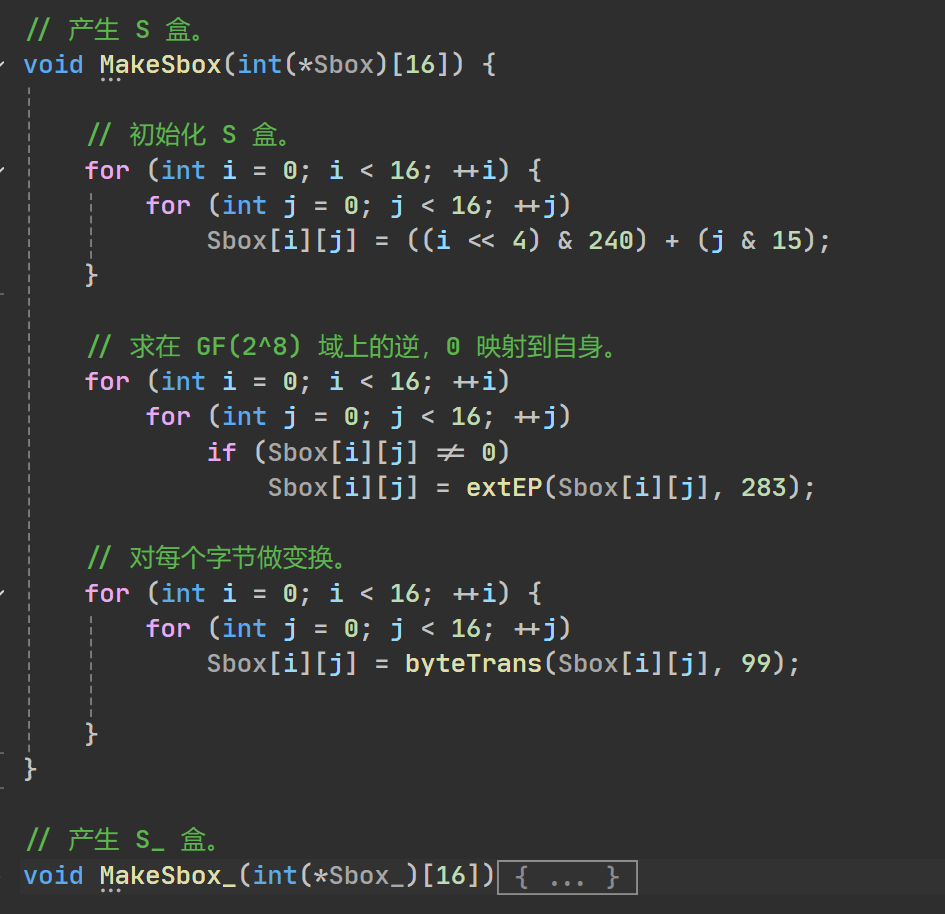 // 产生 S 盒。
void MakeSbox(int(*Sbox)[16]) {
// 初始化 S 盒。
for (int i = 0; i < 16; ++i) {
for (int j = 0; j < 16; ++j)
Sbox[i][j] = ((i << 4) & 240) + (j & 15);
}
// 求在 GF(2^8) 域上的逆，0 映射到自身。
for (int i = 0; i < 16; ++i)
for (int j = 0; j < 16; ++j)
if (Sbox[i][j] != 0)
Sbox[i][j] = extEP(Sbox[i][j], 283);
// 对每个字节做变换。
for (int i = 0; i < 16; ++i) {
for (int j = 0; j < 16; ++j)
Sbox[i][j] = byteTrans(Sbox[i][j], 99);
}
}
// 产生 S_ 盒。
void MakeSbox_(int(*Sbox_)[16]) { ... }